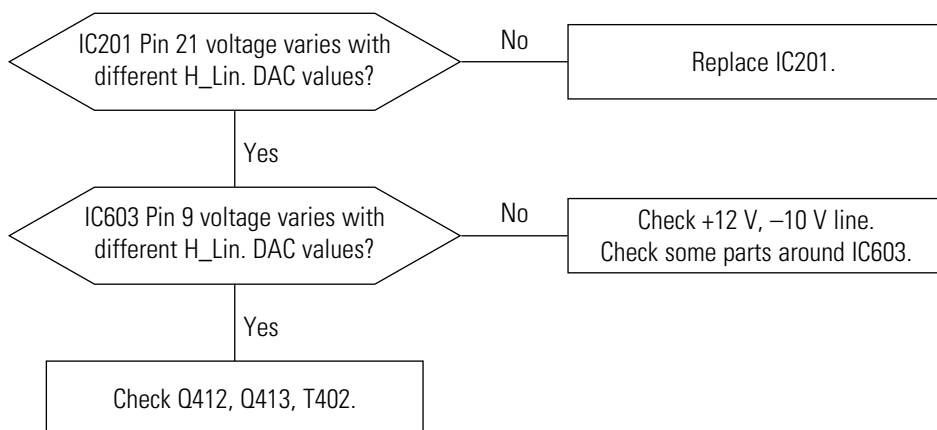 IC201 Pin 21 voltage varies with
different H_Lin. DAC values?
No
Replace IC201.
Yes
IC603 Pin 9 voltage varies with
different H_Lin. DAC values?
No
Check +12 V, –10 V line.
Check some parts around IC603.
Yes
Check Q412, Q413, T402.